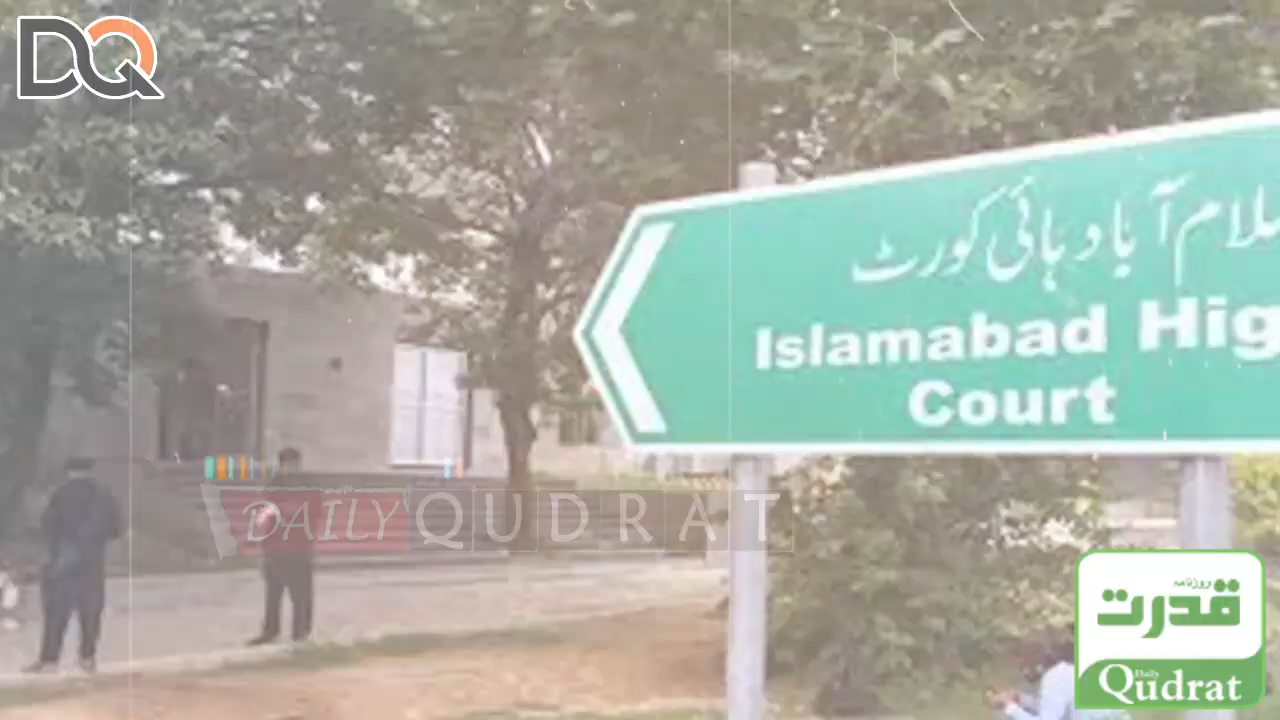 DQ
سلام آباد ہائی کورٹ
Islamabad Hig
Court
DAILY QUDRAT
روزنامہ
قدرت
Daily
Qudrat